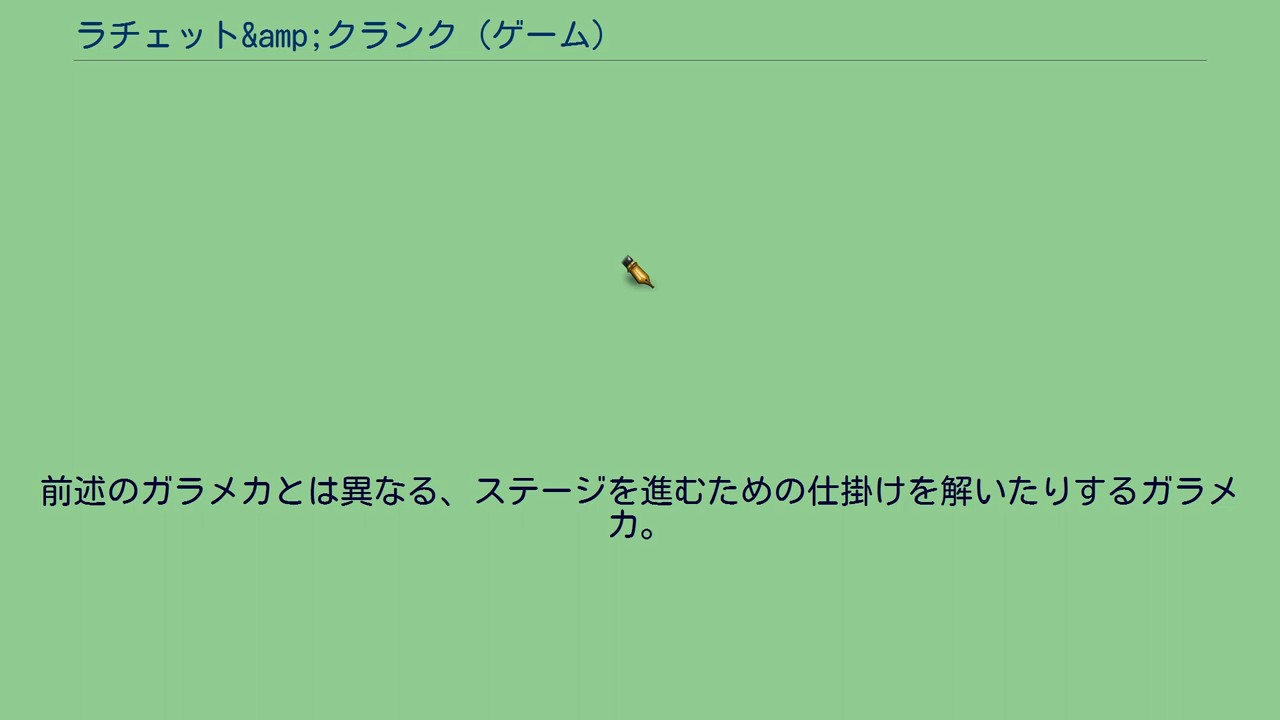 ラチェット&amp;クランク（ゲーム）
前述のガラメカとは異なる、ステージを進むための仕掛けを解いたりするガラメ
カ。